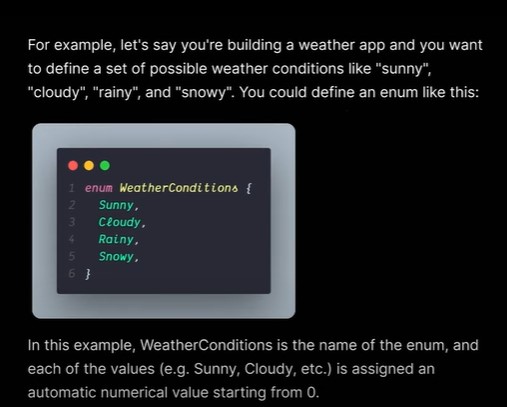 For example, let's say you're building a weather app and you want
to define a set of possible weather conditions like "sunny",
"cloudy", "rainy", and "snowy". You could define an enum like this:
1 enum WeatherConditions {
2 Sunny,
3 Cloudy,
4 Rainy,
5 Snowy,
6 }
In this example, WeatherConditions is the name of the enum, and
each of the values (e.g. Sunny, Cloudy, etc.) is assigned an
automatic numerical value starting from 0.